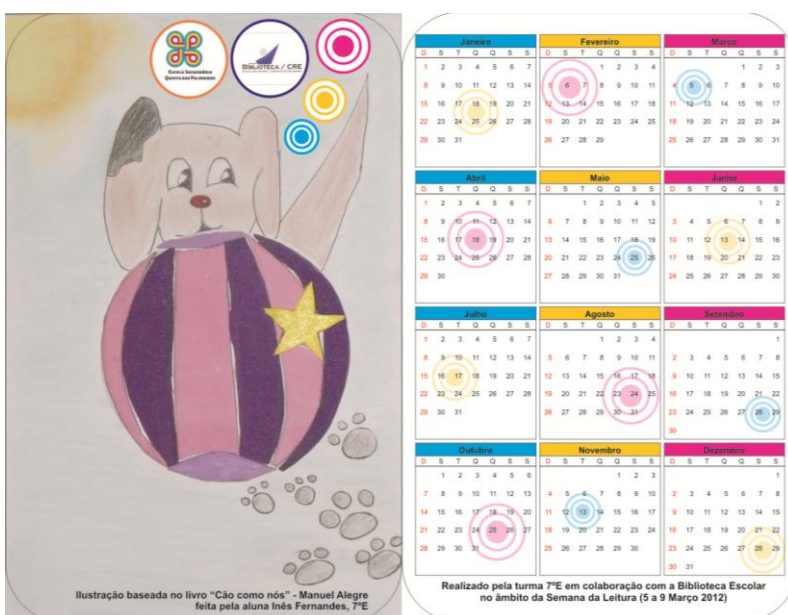 Escola Secundária
Quinta das Palmeiras
BIBLIOTECA / CRE
Ilustração baseada no livro “Cão como nós” - Manuel Alegre
feita pela aluna Inês Fernandes, 7ºE
Janeiro
D S T Q Q S S
1 2 3 4 5 6 7
8 9 10 11 12 13 14
15 16 17 18 19 20 21
22 23 24 25 26 27 28
29 30 31
Fevereiro
D S T Q Q S S
1 2 3 4
5 6 7 8 9 10 11
12 13 14 15 16 17 18
19 20 21 22 23 24 25
26 27 28 29
Março
D S T Q Q S S
1 2 3
4 5 6 7 8 9 10
11 12 13 14 15 16 17
18 19 20 21 22 23 24
25 26 27 28 29 30 31
Abril
D S T Q Q S S
1 2 3 4 5 6 7
8 9 10 11 12 13 14
15 16 17 18 19 20 21
22 23 24 25 26 27 28
29 30
Maio
D S T Q Q S S
1 2 3 4 5
6 7 8 9 10 11 12
13 14 15 16 17 18 19
20 21 22 23 24 25 26
27 28 29 30 31
Junho
D S T Q Q S S
1 2
3 4 5 6 7 8 9
10 11 12 13 14 15 16
17 18 19 20 21 22 23
24 25 26 27 28 29 30
Julho
D S T Q Q S S
1 2 3 4 5 6 7
8 9 10 11 12 13 14
15 16 17 18 19 20 21
22 23 24 25 26 27 28
29 30 31
Agosto
D S T Q Q S S
1 2 3 4
5 6 7 8 9 10 11
12 13 14 15 16 17 18
19 20 21 22 23 24 25
26 27 28 29 30 31
Setembro
D S T Q Q S S
1
2 3 4 5 6 7 8
9 10 11 12 13 14 15
16 17 18 19 20 21 22
23 24 25 26 27 28 29
30
Outubro
D S T Q Q S S
1 2 3 4 5 6
7 8 9 10 11 12 13
14 15 16 17 18 19 20
21 22 23 24 25 26 27
28 29 30 31
Novembro
D S T Q Q S S
1 2 3
4 5 6 7 8 9 10
11 12 13 14 15 16 17
18 19 20 21 22 23 24
25 26 27 28 29 30
Dezembro
D S T Q Q S S
1
2 3 4 5 6 7 8
9 10 11 12 13 14 15
16 17 18 19 20 21 22
23 24 25 26 27 28 29
30 31
Realizado pela turma 7ºE em colaboração com a Biblioteca Escolar
no âmbito da Semana da Leitura (5 a 9 Março 2012)